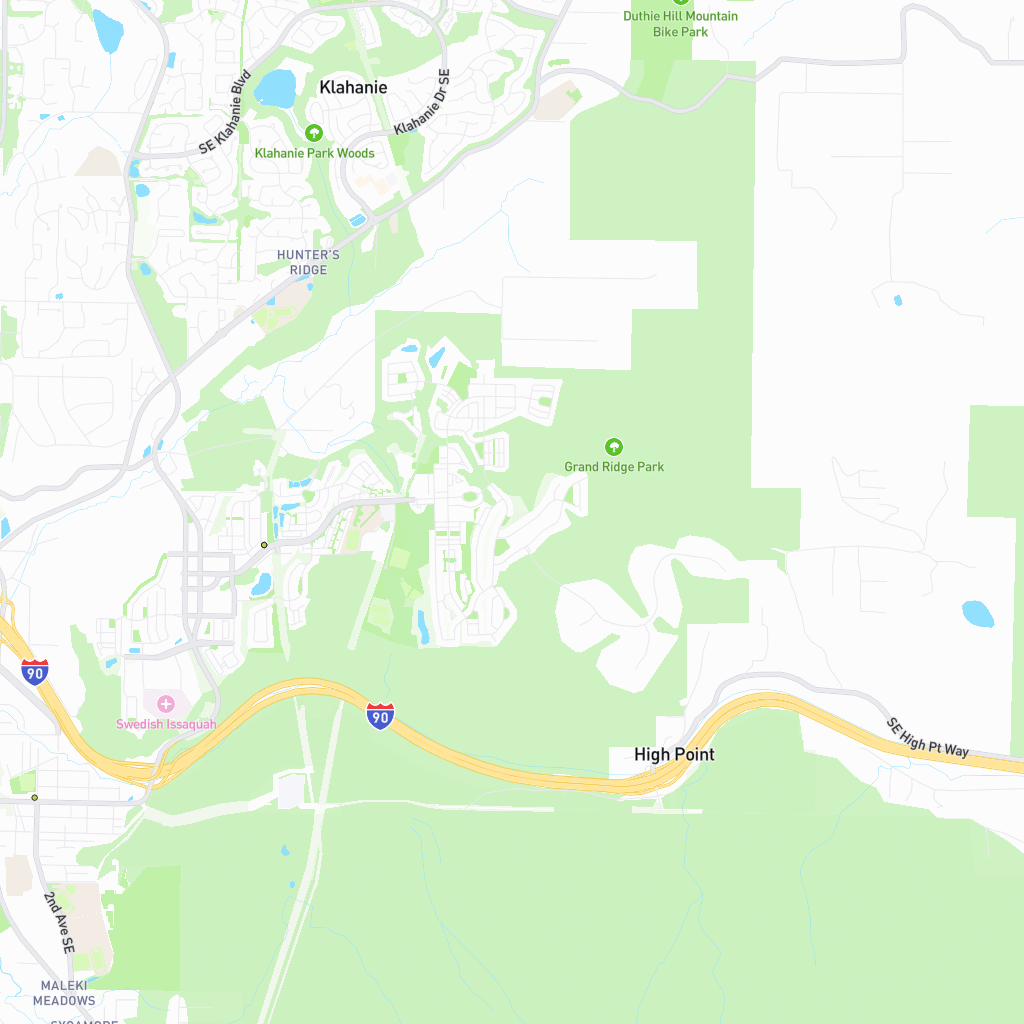 Duthie Hill Mountain
Bike Park
Klahanie
SE Klahanie Blvd
Klahanie Dr SE
Klahanie Park Woods
HUNTER'S
RIDGE
Grand Ridge Park
90
Swedish Issaquah
90
High Point
SE High Pt Way
2nd Ave SE
MALEKI
MEADOWS
SYCAMORE